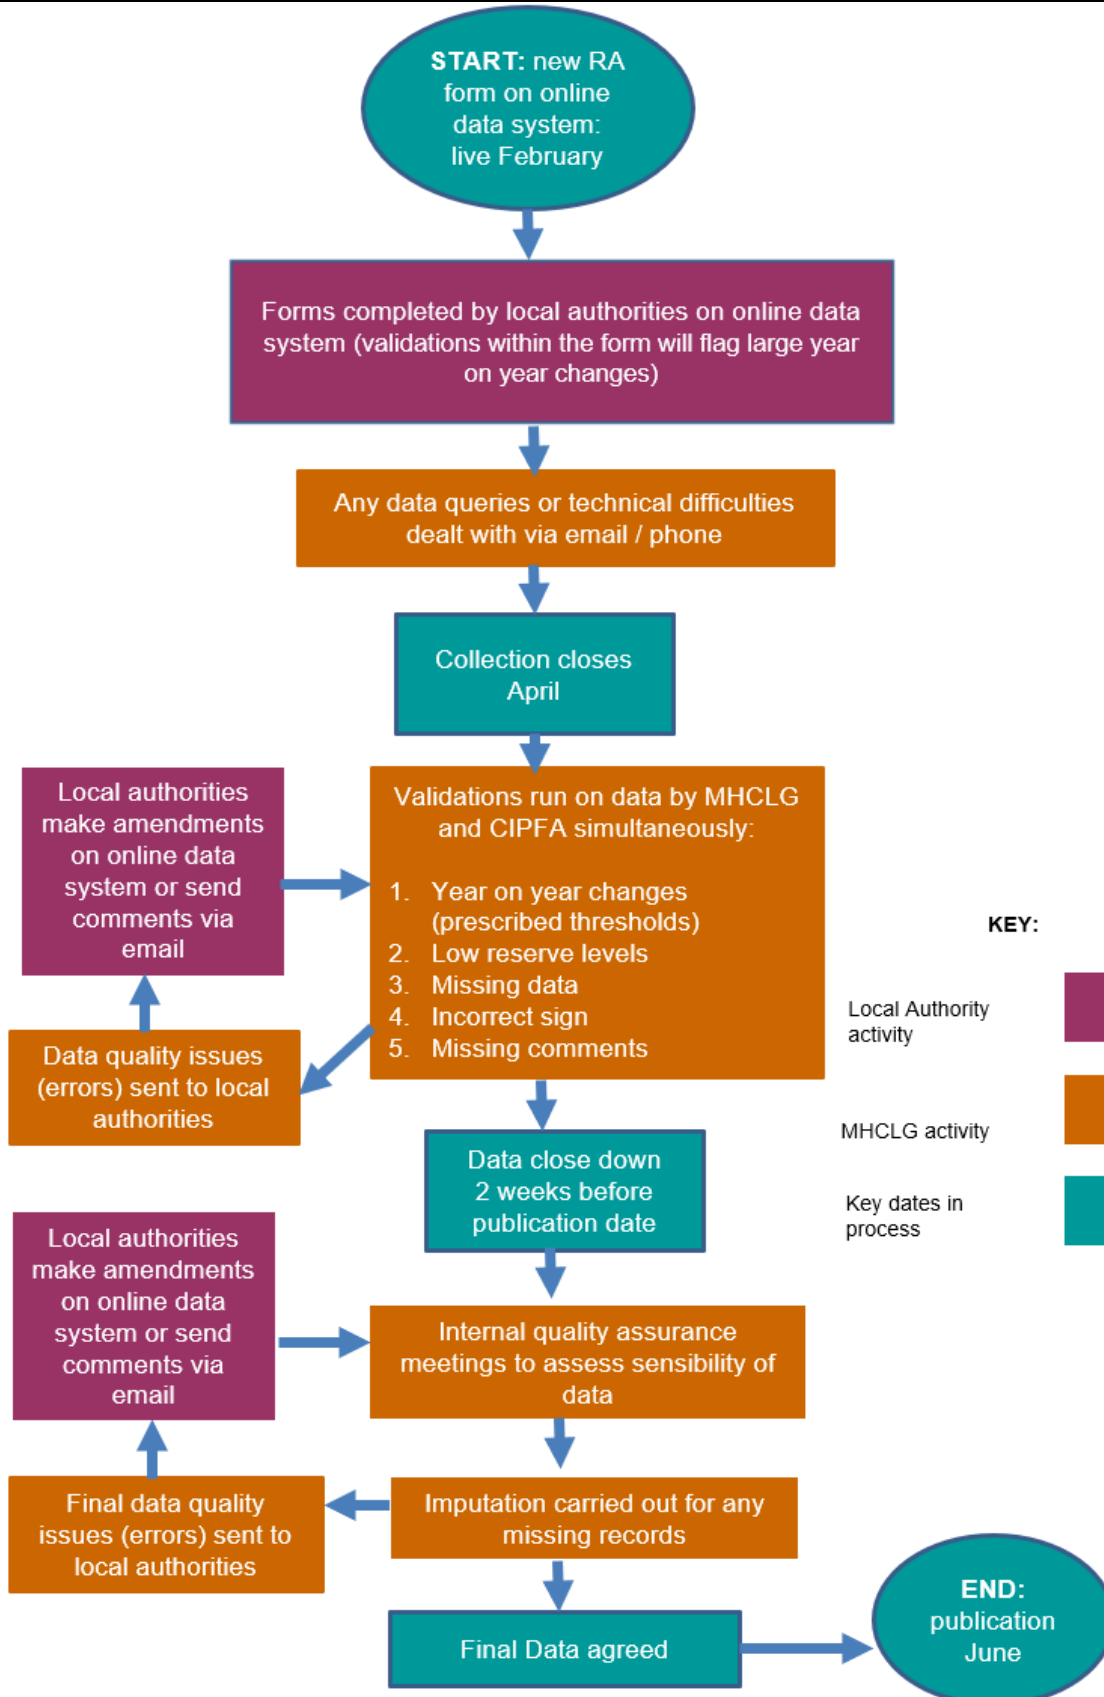 START: new RA
form on online
data system:
live February
Forms completed by local authorities on online data
system (validations within the form will flag large year
on year changes)
Any data queries or technical difficulties
dealt with via email / phone
Collection closes
April
Local authorities
make amendments
on online data
system or send
comments via
email
Validations run on data by MHCLG
and CIPFA simultaneously:
1. Year on year changes
(prescribed thresholds)
2. Low reserve levels
3. Missing data
4. Incorrect sign
5. Missing comments
Data quality issues
(errors) sent to local
authorities
KEY:
Local Authority
activity
MHCLG activity
Key dates in
process
Data close down
2 weeks before
publication date
Local authorities
make amendments
on online data
system or send
comments via
email
Internal quality assurance
meetings to assess sensibility of
data
Final data quality
issues (errors) sent to
local authorities
Imputation carried out for any
missing records
Final Data agreed
END:
publication
June